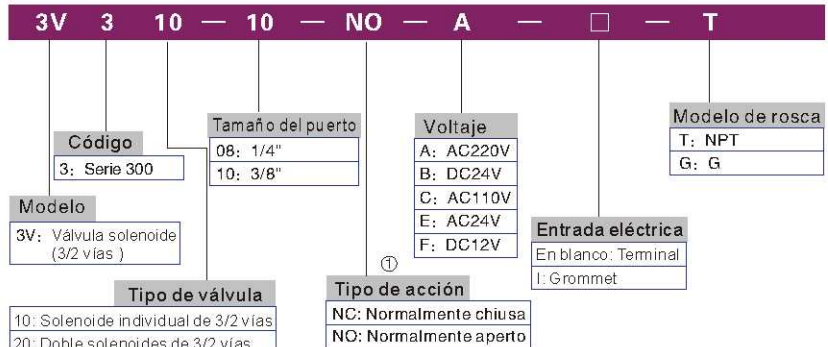 3V 3 10 — 10 — NO — A — □ — T
Código
3: Serie 300
Modelo
3V: Válvula solenoide
(3/2 vías )
Tipo de válvula
10: Solenoide individual de 3/2 vías
20: Doble solenoides de 3/2 vías
Tamaño del puerto
08: 1/4"
10: 3/8"
①
Tipo de acción
NC: Normalmente chiusa
NO: Normalmente aperto
Voltaje
A: AC220V
B: DC24V
C: AC110V
E: AC24V
F: DC12V
Entrada eléctrica
En blanco: Terminal
I: Grommet
Modelo de rosca
T: NPT
G: G